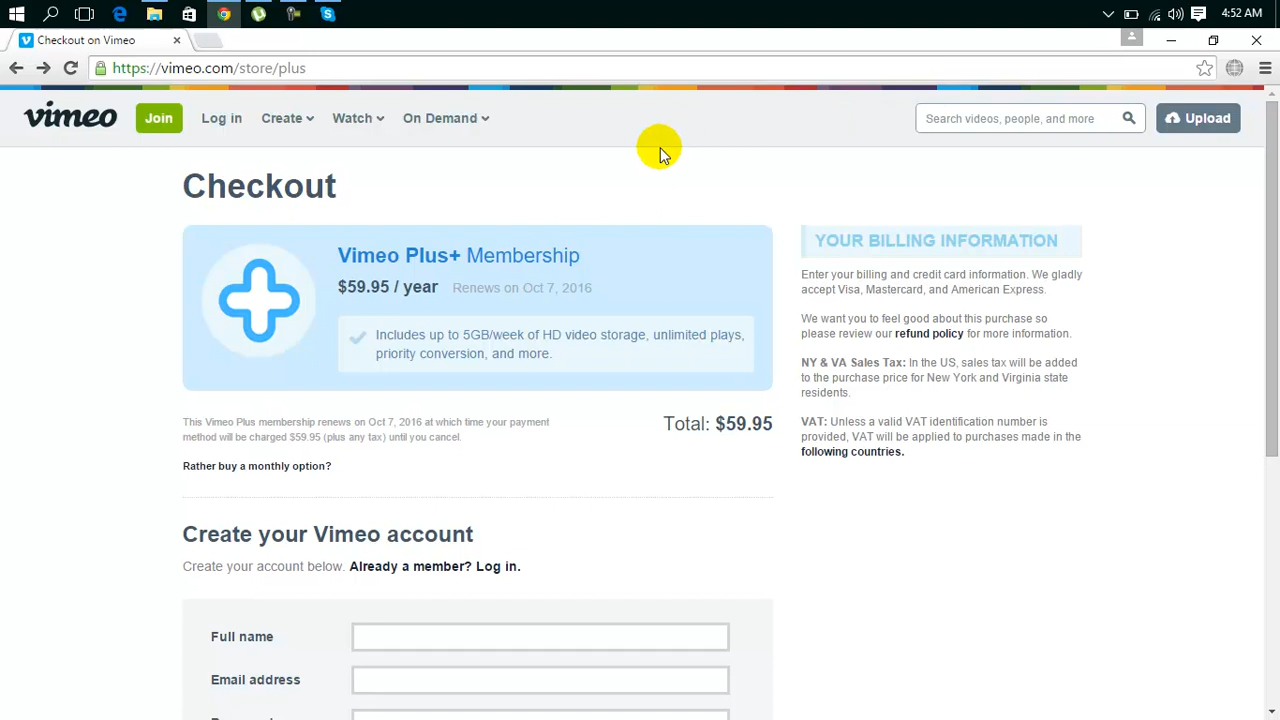 4:52 AM
Checkout on Vimeo
https://vimeo.com/store/plus
vimeo Join Log in Create Watch On Demand Search videos, people, and more Upload
Checkout
Vimeo Plus+ Membership
$59.95 / year Renews on Oct 7, 2016
Includes up to 5GB/week of HD video storage, unlimited plays,
priority conversion, and more.
This Vimeo Plus membership renews on Oct 7, 2016 at which time your payment
method will be charged $59.95 (plus any tax) until you cancel.
Total: $59.95
Rather buy a monthly option?
Create your Vimeo account
Create your account below. Already a member? Log in.
Full name
Email address
YOUR BILLING INFORMATION
Enter your billing and credit card information. We gladly
accept Visa, Mastercard, and American Express.
We want you to feel good about this purchase so
please review our refund policy for more information.
NY & VA Sales Tax: In the US, sales tax will be added
to the purchase price for New York and Virginia state
residents.
VAT: Unless a valid VAT identification number is
provided, VAT will be applied to purchases made in the
following countries.